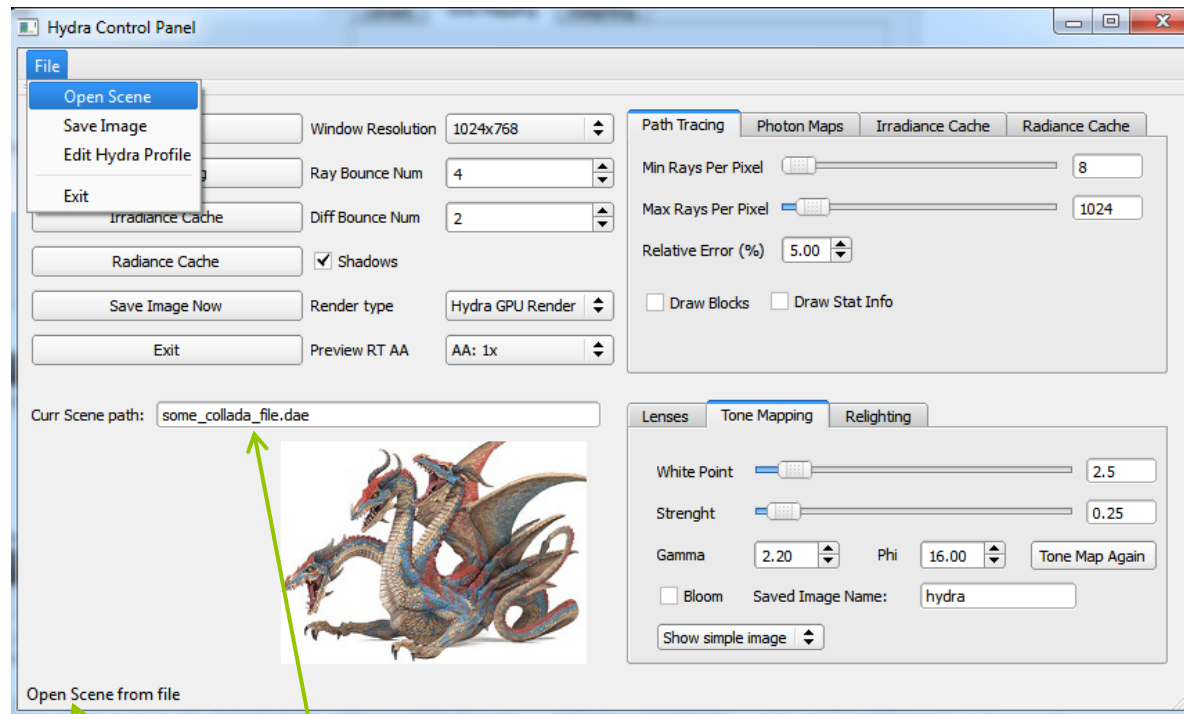 Hydra Control Panel
File
Open Scene
Save Image
Edit Hydra Profile
Exit
Window Resolution 1024x768
Ray Bounce Num 4
Irradiance Cache Diff Bounce Num 2
Radiance Cache Shadows
Save Image Now Render type Hydra GPU Render
Exit Preview RT AA AA: 1x
Path Tracing Photon Maps Irradiance Cache Radiance Cache
Min Rays Per Pixel 8
Max Rays Per Pixel 1024
Relative Error (%) 5.00
Draw Blocks Draw Stat Info
Curr Scene path: some_collada_file.dae
Lenses Tone Mapping Relighting
White Point 2.5
Strenght 0.25
Gamma 2.20 Phi 16.00 Tone Map Again
Bloom Saved Image Name: hydra
Show simple image
Open Scene from file